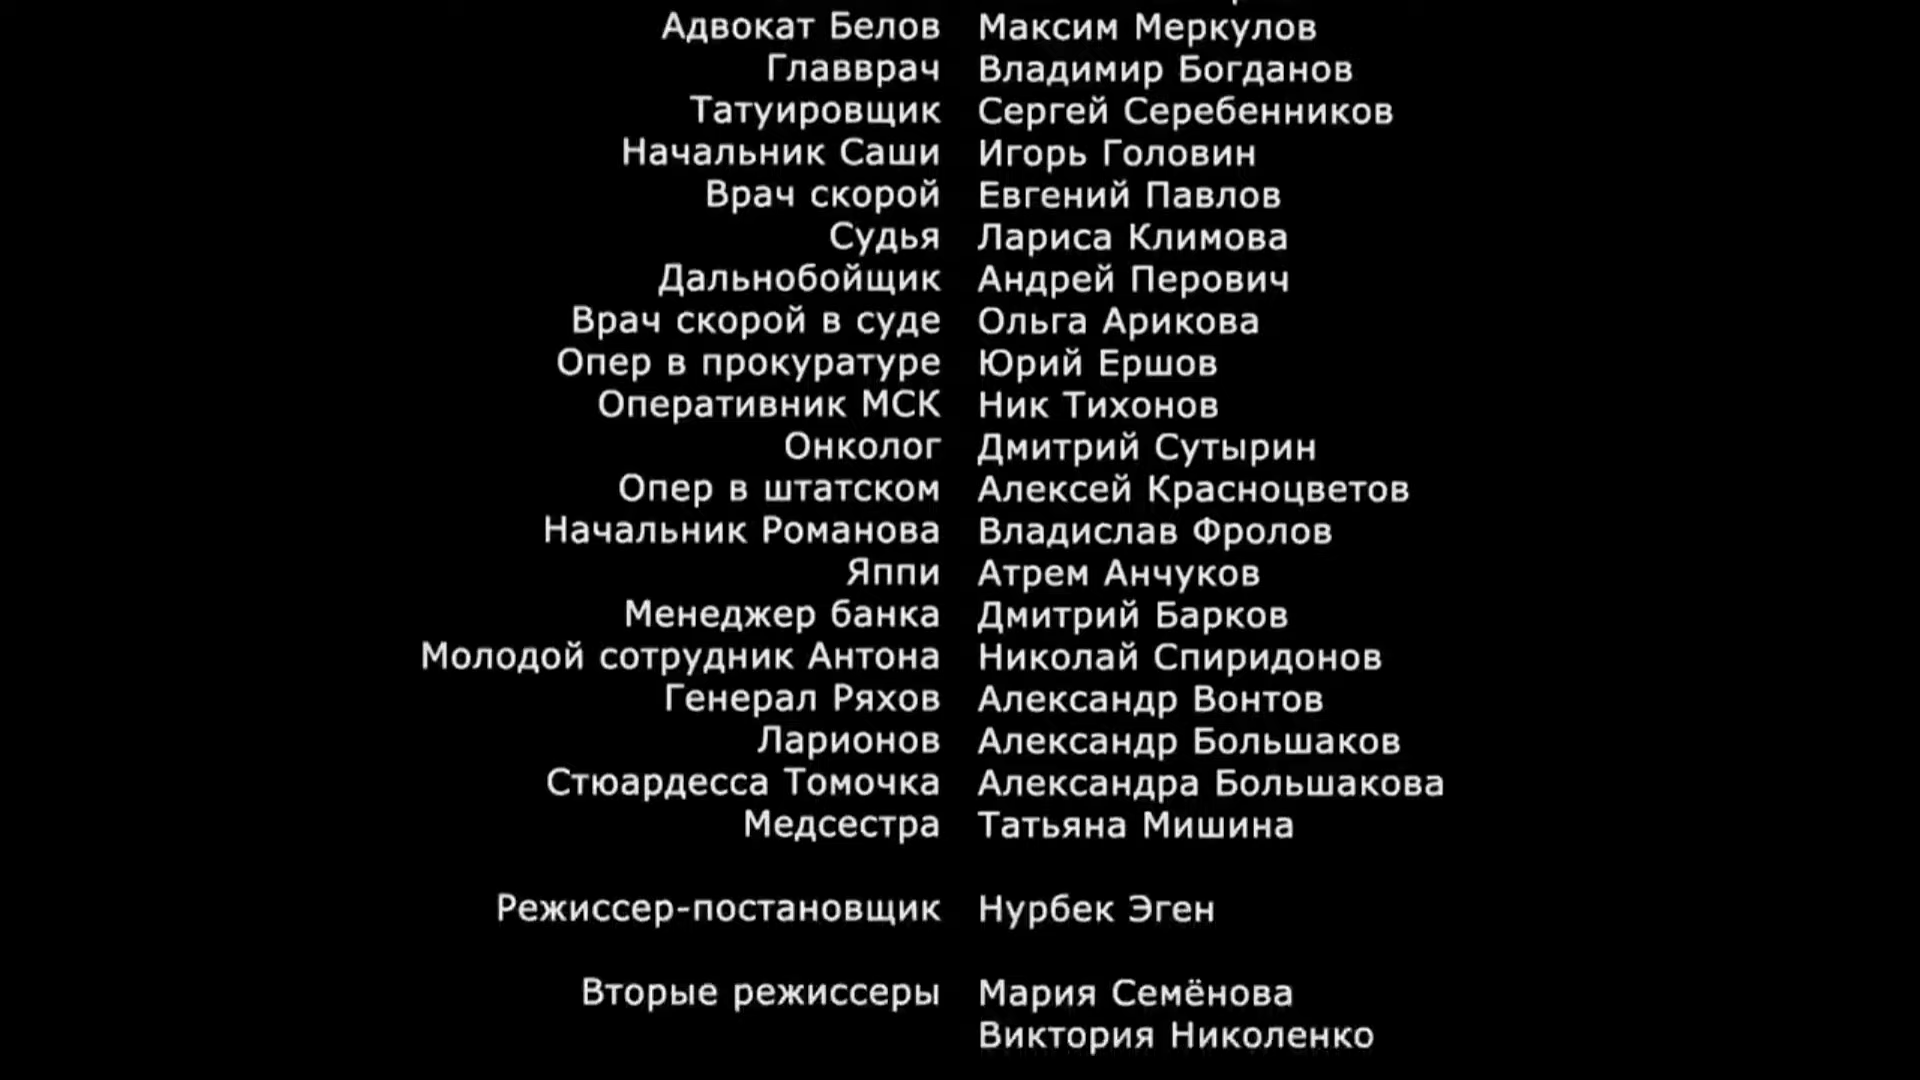 Адвокат Белов Максим Меркулов
Главврач Владимир Богданов
Татуировщик Сергей Серебенников
Начальник Саши Игорь Головин
Врач скорой Евгений Павлов
Судья Лариса Климова
Дальнобойщик Андрей Перович
Врач скорой в суде Ольга Арикова
Опер в прокуратуре Юрий Ершов
Оперативник МСК Ник Тихонов
Онколог Дмитрий Сутырин
Опер в штатском Алексей Красноцветов
Начальник Романова Владислав Фролов
Яппи Атрем Анчуков
Менеджер банка Дмитрий Барков
Молодой сотрудник Антона Николай Спиридонов
Генерал Ряхов Александр Вонтов
Ларионов Александр Большаков
Стюардесса Томочка Александра Большакова
Медсестра Татьяна Мишина
Режиссер-постановщик Нурбек Эген
Вторые режиссеры Мария Семёнова
Виктория Николенко